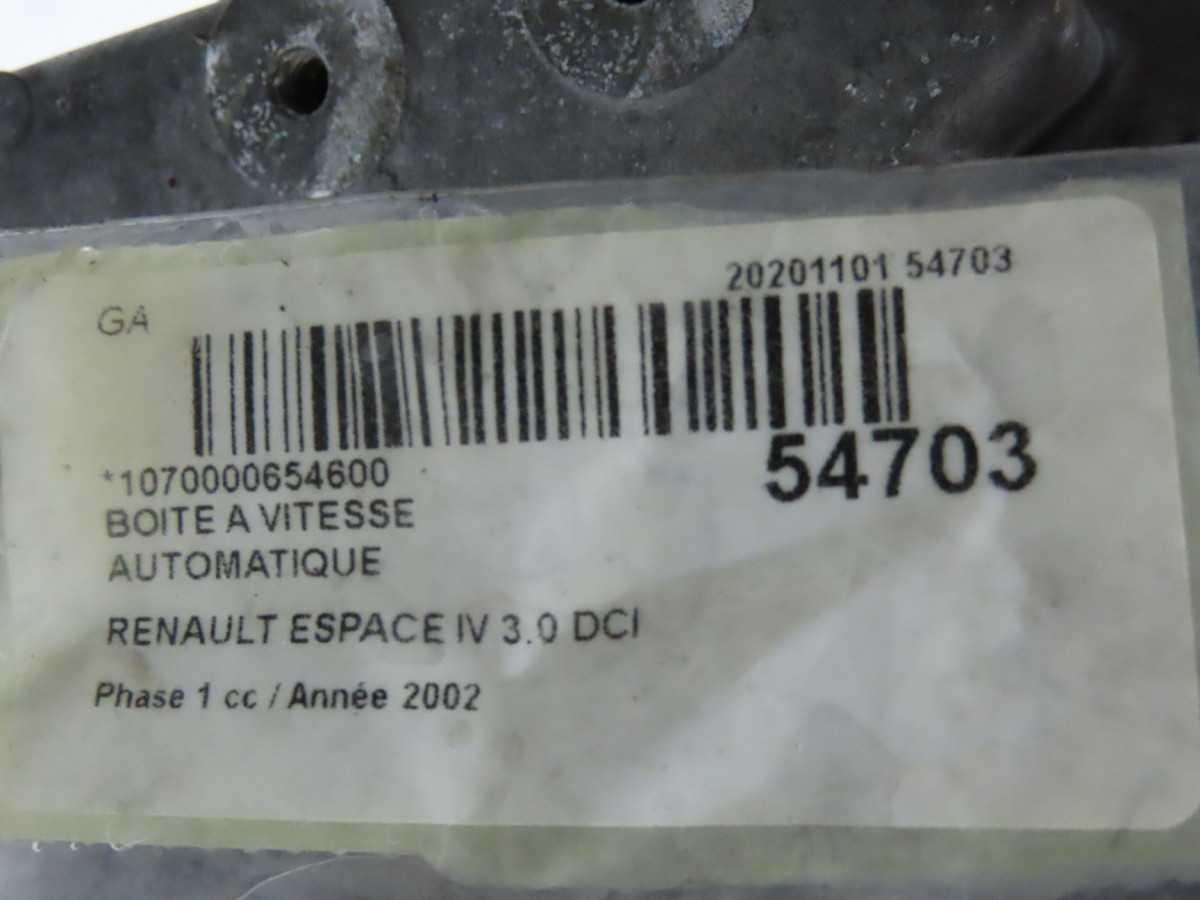 20201101 54703
GA
54703
*1070000654600
BOITE A VITESSE
AUTOMATIQUE
RENAULT ESPACE IV 3.0 DCI
Phase 1 cc / Année 2002